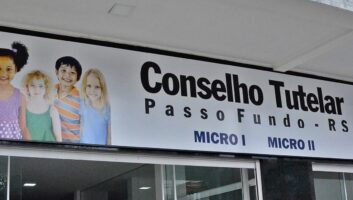 Conselho Tutelar
Passo Fundo - RS
MICRO I MICRO II